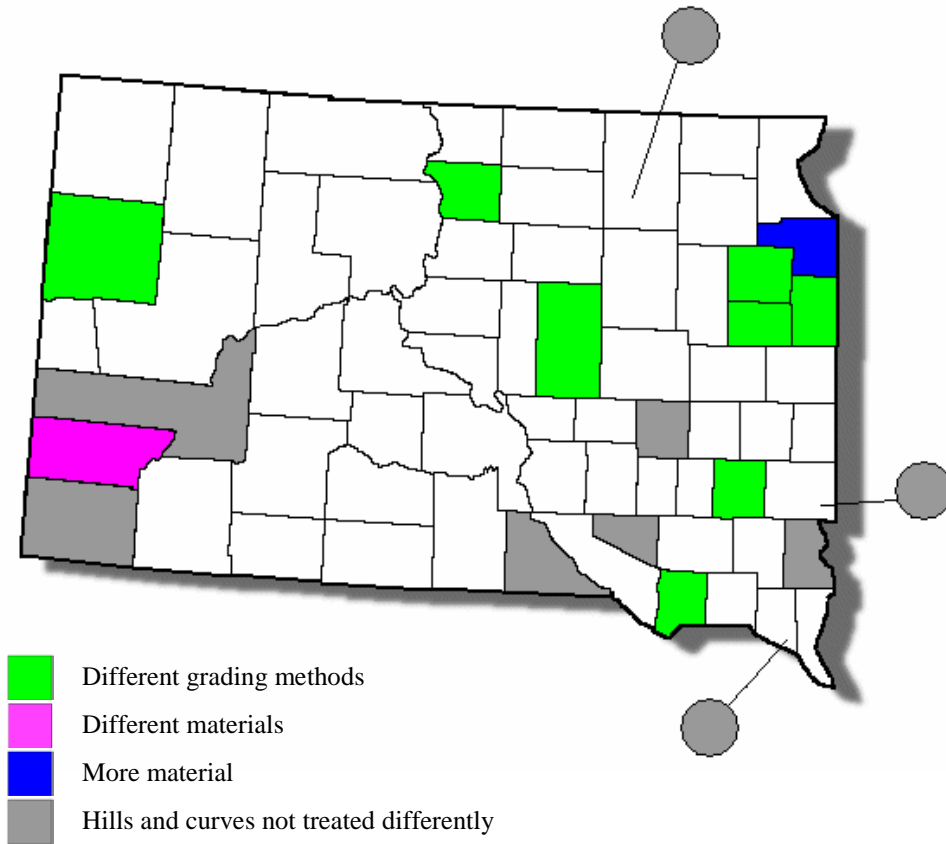 Different grading methods
Different materials
More material
Hills and curves not treated differently